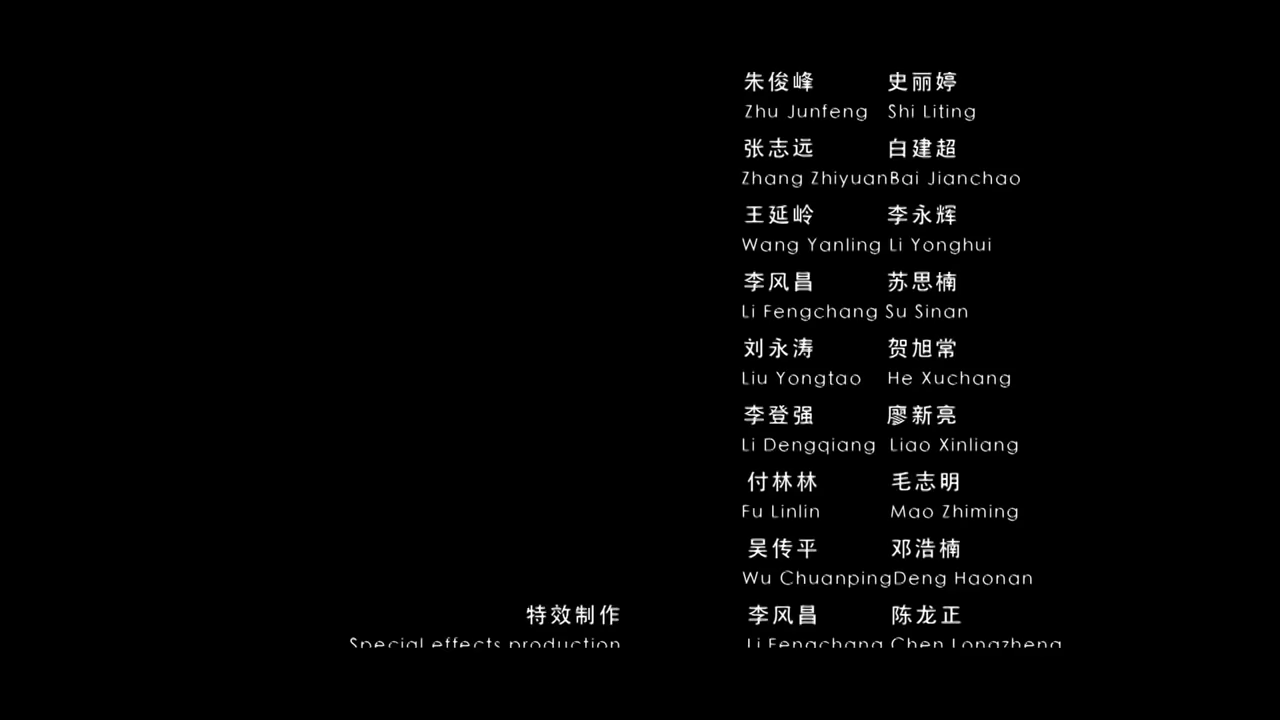 朱俊峰 史丽婷
Zhu Junfeng Shi Liting
张志远 白建超
Zhang Zhiyuan Bai Jianchao
王延岭 李永辉
Wang Yanling Li Yonghui
李风昌 苏思楠
Li Fengchang Su Sinan
刘永涛 贺旭常
Liu Yongtao He Xuchang
李登强 廖新亮
Li Dengqiang Liao Xinliang
付林林 毛志明
Fu Linlin Mao Zhiming
吴传平 邓浩楠
Wu Chuanping Deng Haonan
特效制作 李风昌 陈龙正
Special effects production Li Fengchang Chen Longzheng